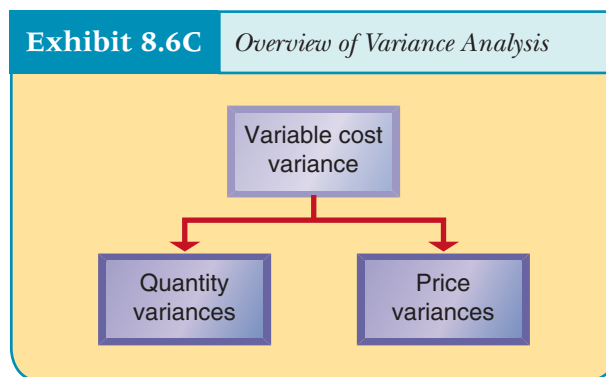 Exhibit 8.6C Overview of Variance Analysis
Variable cost
variance
Quantity
variances
Price
variances